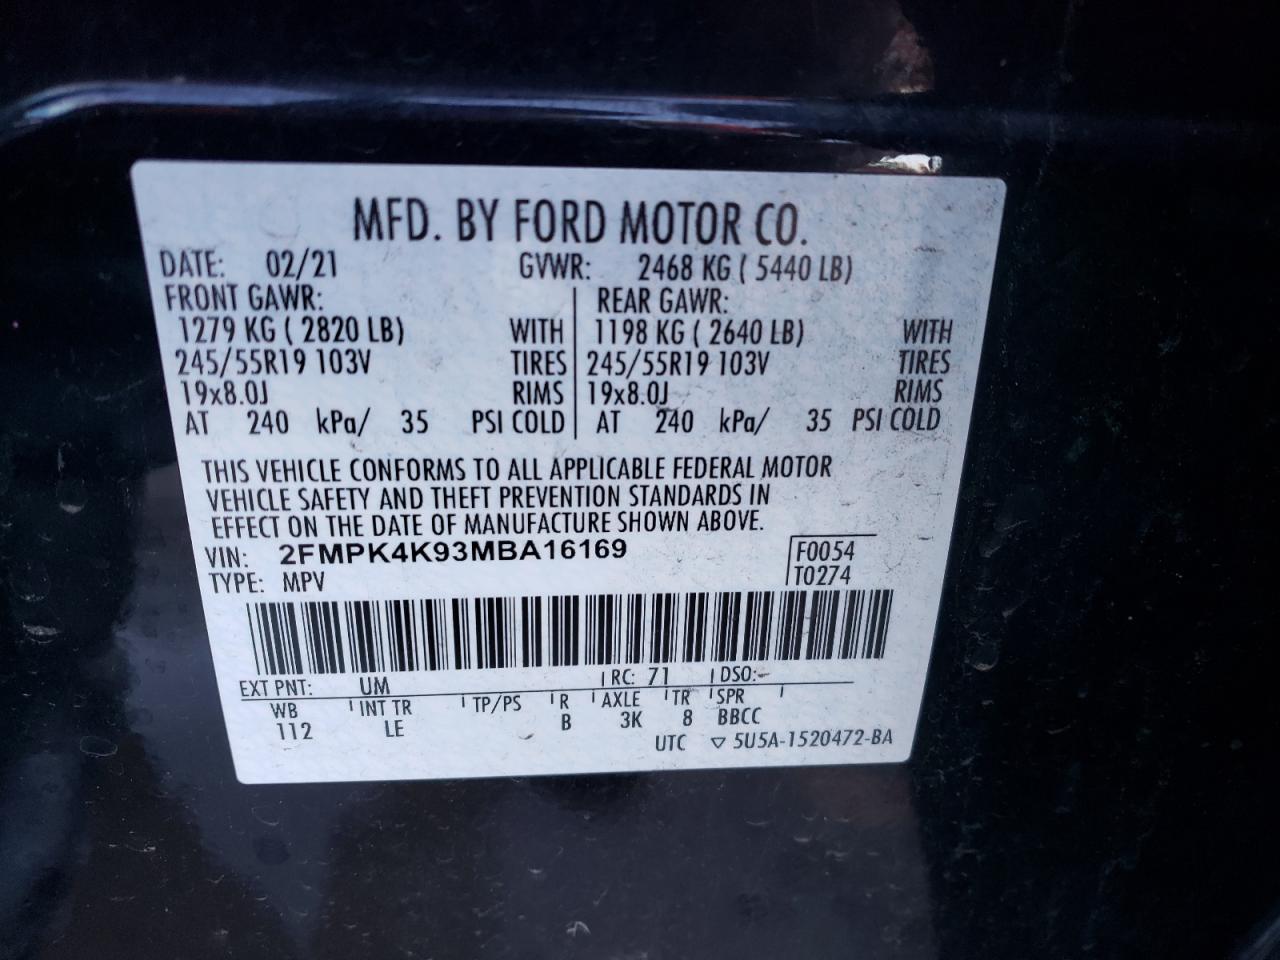 MFD. BY FORD MOTOR CO.
DATE: 02/21 GVWR: 2468 KG ( 5440 LB)
FRONT GAWR: REAR GAWR:
1279 KG ( 2820 LB) WITH 1198 KG ( 2640 LB) WITH
245/55R19 103V TIRES 245/55R19 103V TIRES
19x8.0J RIMS 19x8.0J RIMS
AT 240 kPa/ 35 PSI COLD AT 240 kPa/ 35 PSI COLD
THIS VEHICLE CONFORMS TO ALL APPLICABLE FEDERAL MOTOR
VEHICLE SAFETY AND THEFT PREVENTION STANDARDS IN
EFFECT ON THE DATE OF MANUFACTURE SHOWN ABOVE.
VIN: 2FMPK4K93MBA16169 F0054
TYPE: MPV T0274
EXT PNT: UM RC: 71 DSO:
WB INT TR TP/PS R AXLE TR SPR
112 LE B 3K 8 BBCC
UTC ▽ 5U5A-1520472-BA